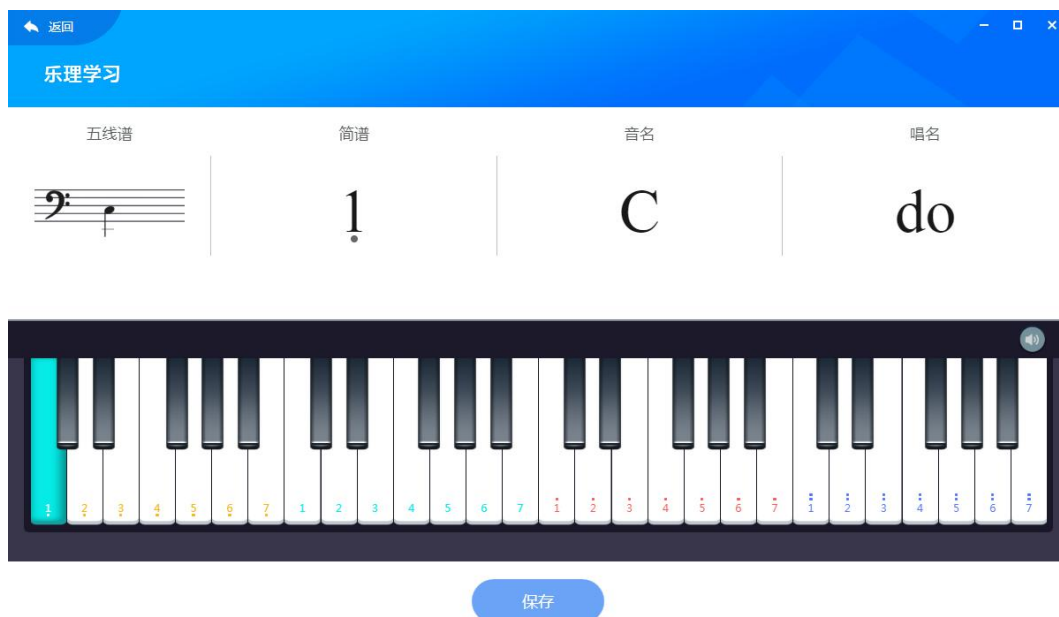 返回
乐理学习
五线谱 简谱 音名 唱名
1̣ C do
1̣ 2̣ 3̣ 4̣ 5̣ 6̣ 7̣ 1 2 3 4 5 6 7 1̇ 2̇ 3̇ 4̇ 5̇ 6̇ 7̇ 1̈ 2̈ 3̈ 4̈ 5̈ 6̈ 7̈
保存